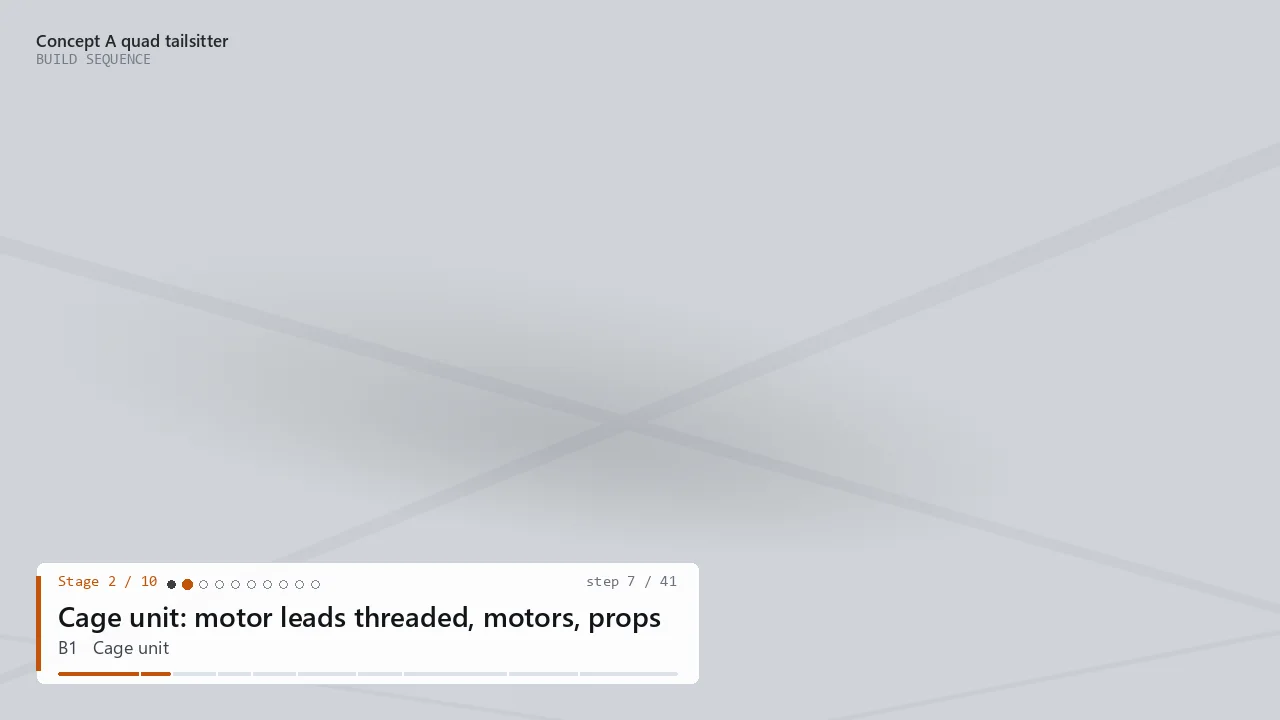 Concept A quad tailsitter
BUILD SEQUENCE
Stage 2 / 10
step 7 / 41
Cage unit: motor leads threaded, motors, props
B1 Cage unit